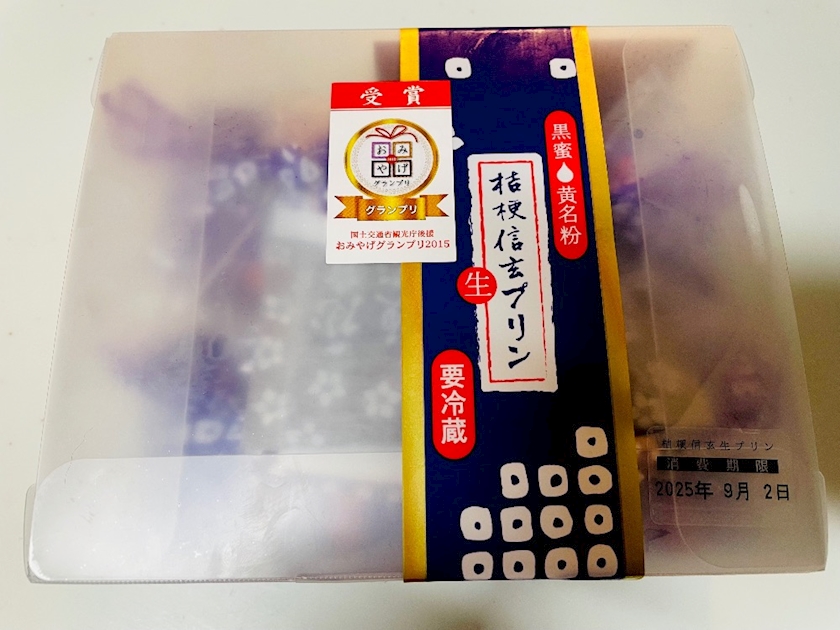 受賞
おみ
やげ
グランプリ
グランプリ
国土交通省観光庁後援
おみやげグランプリ2015
黒蜜
黄名粉
桔梗信玄プリン
生
要冷蔵
桔梗信玄生プリン
消費期限
2025年 9月 2日